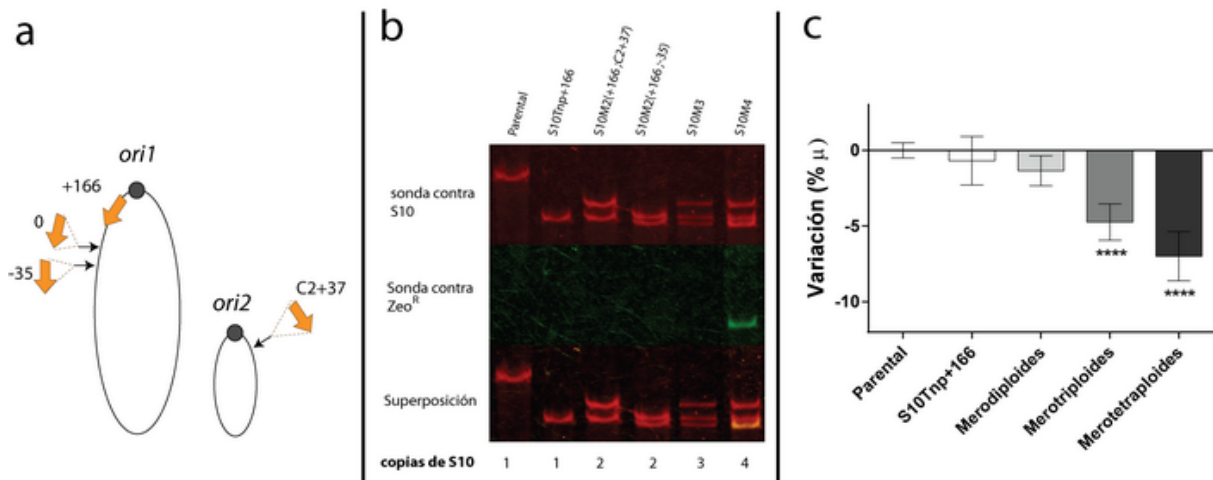 a
ori1
+166
0
-35
ori2
C2+37
b
Parental
S10Tnp+166
S10M2(+166;C2+37)
S10M2(+166;-35)
S10M3
S10M4
sonda contra
S10
Sonda contra
ZeoR
Superposición
copias de S10 1 1 2 2 3 4
c
Variación (% μ)
0
-5
-10
****
****
Parental
S10Tnp+166
Merodiploides
Merotriploides
Merotetraploides